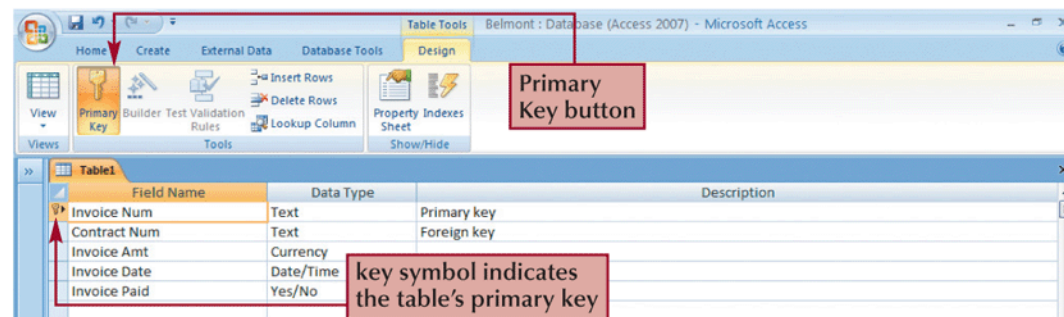 Table Tools Belmont : Database (Access 2007) - Microsoft Access
Home Create External Data Database Tools Design
View
Views
Primary Key
Builder
Test Validation Rules
Insert Rows
Delete Rows
Lookup Column
Tools
Property Sheet
Indexes
Show/Hide
Primary
Key button
Table1
Field Name Data Type Description
Invoice Num Text Primary key
Contract Num Text Foreign key
Invoice Amt Currency
Invoice Date Date/Time
Invoice Paid Yes/No
key symbol indicates
the table's primary key